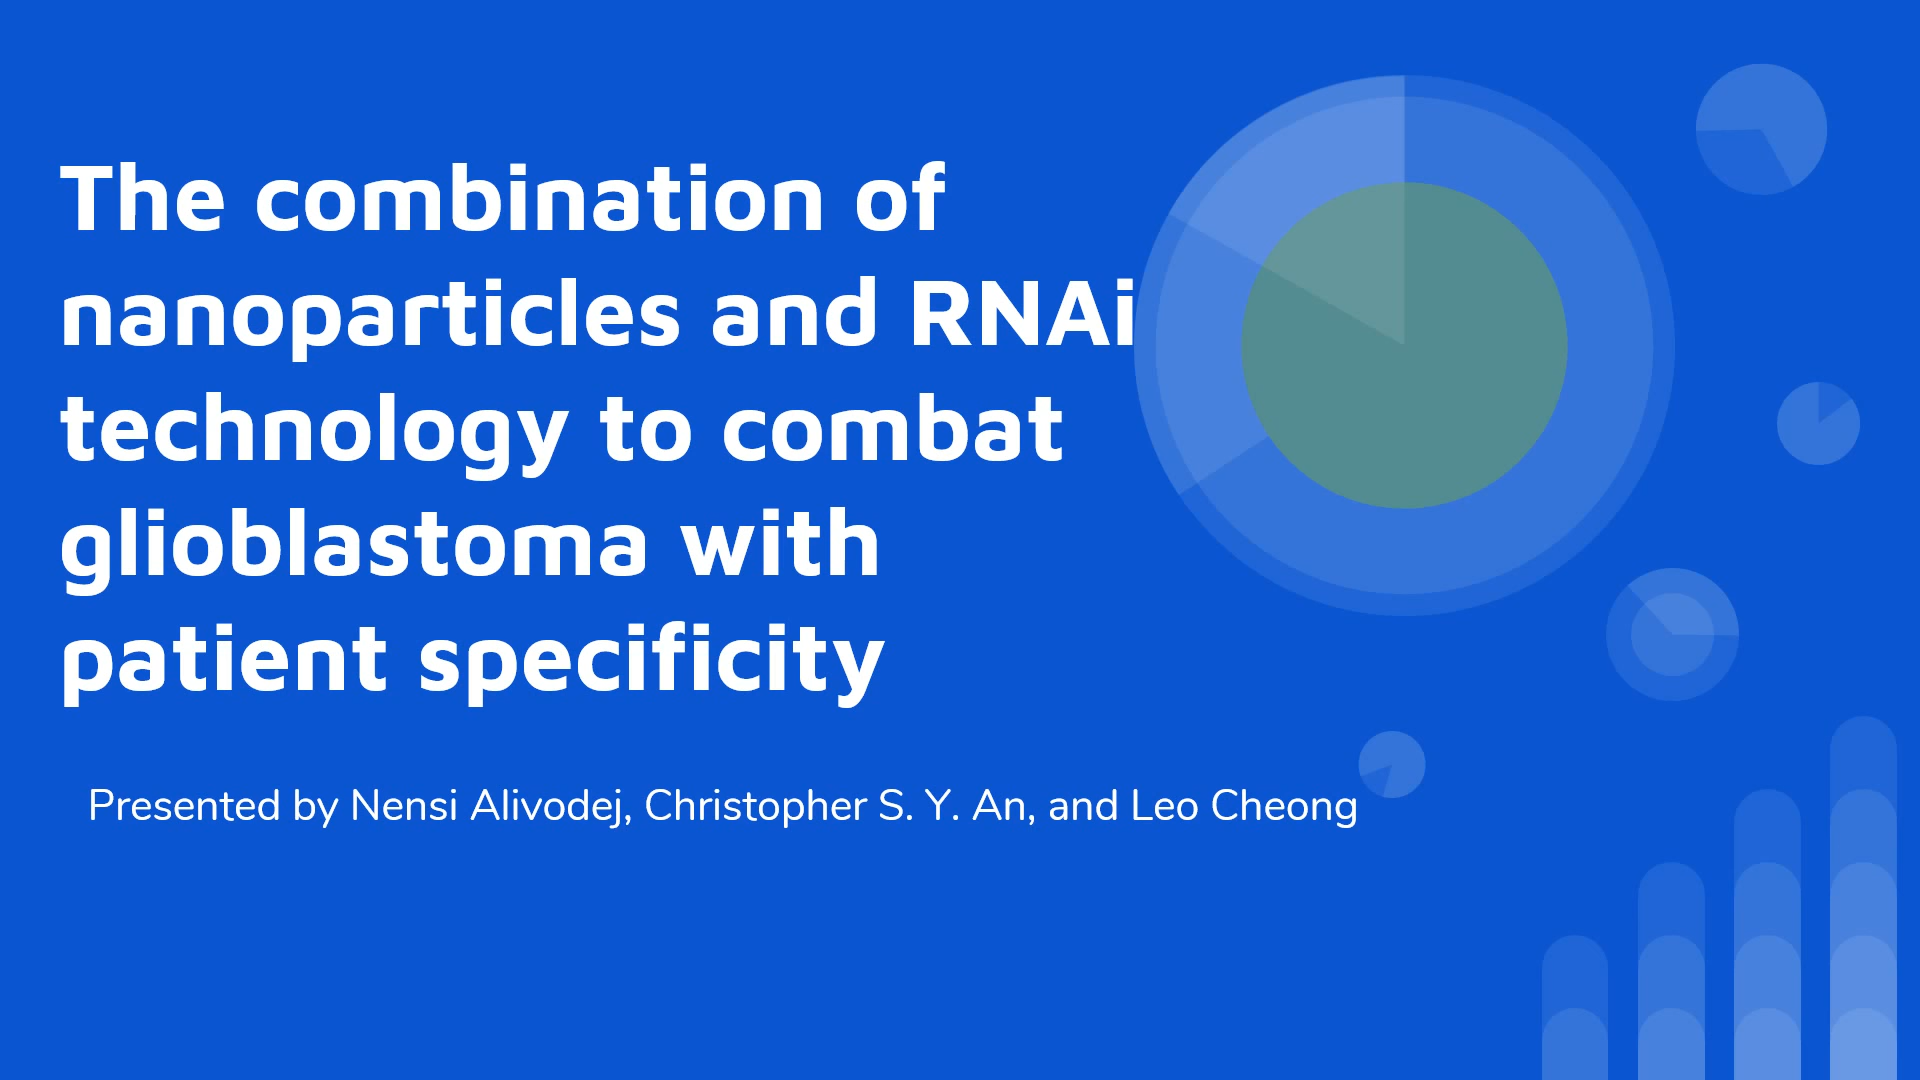 The combination of
nanoparticles and RNAi
technology to combat
glioblastoma with
patient specificity
Presented by Nensi Alivodej, Christopher S. Y. An, and Leo Cheong